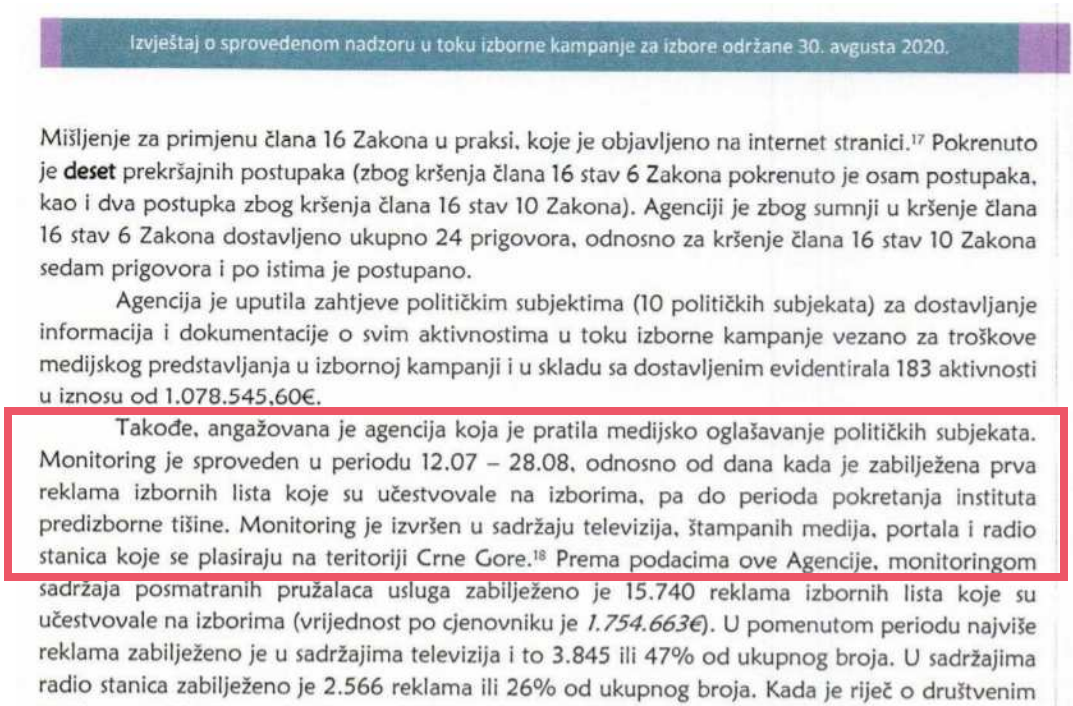 Izvještaj o sprovedenom nadzoru u toku izborne kampanje za izbore održane 30. avgusta 2020.
Mišljenje za primjenu člana 16 Zakona u praksi, koje je objavljeno na internet stranici.¹⁷ Pokrenuto
je deset prekršajnih postupaka (zbog kršenja člana 16 stav 6 Zakona pokrenuto je osam postupaka,
kao i dva postupka zbog kršenja člana 16 stav 10 Zakona). Agenciji je zbog sumnji u kršenje člana
16 stav 6 Zakona dostavljeno ukupno 24 prigovora, odnosno za kršenje člana 16 stav 10 Zakona
sedam prigovora i po istima je postupano.
Agencija je uputila zahtjeve političkim subjektima (10 političkih subjekata) za dostavljanje
informacija i dokumentacije o svim aktivnostima u toku izborne kampanje vezano za troškove
medijskog predstavljanja u izbornoj kampanji i u skladu sa dostavljenim evidentirala 183 aktivnosti
u iznosu od 1.078.545,60€.
Takođe, angažovana je agencija koja je pratila medijsko oglašavanje političkih subjekata.
Monitoring je sproveden u periodu 12.07 – 28.08, odnosno od dana kada je zabilježena prva
reklama izbornih lista koje su učestvovale na izborima, pa do perioda pokretanja instituta
predizborne tišine. Monitoring je izvršen u sadržaju televizija, štampanih medija, portala i radio
stanica koje se plasiraju na teritoriji Crne Gore.¹⁸ Prema podacima ove Agencije, monitoringom
sadržaja posmatranih pružalaca usluga zabilježeno je 15.740 reklama izbornih lista koje su
učestvovale na izborima (vrijednost po cjenovniku je 1.754.663€). U pomenutom periodu najviše
reklama zabilježeno je u sadržajima televizija i to 3.845 ili 47% od ukupnog broja. U sadržajima
radio stanica zabilježeno je 2.566 reklama ili 26% od ukupnog broja. Kada je riječ o društvenim